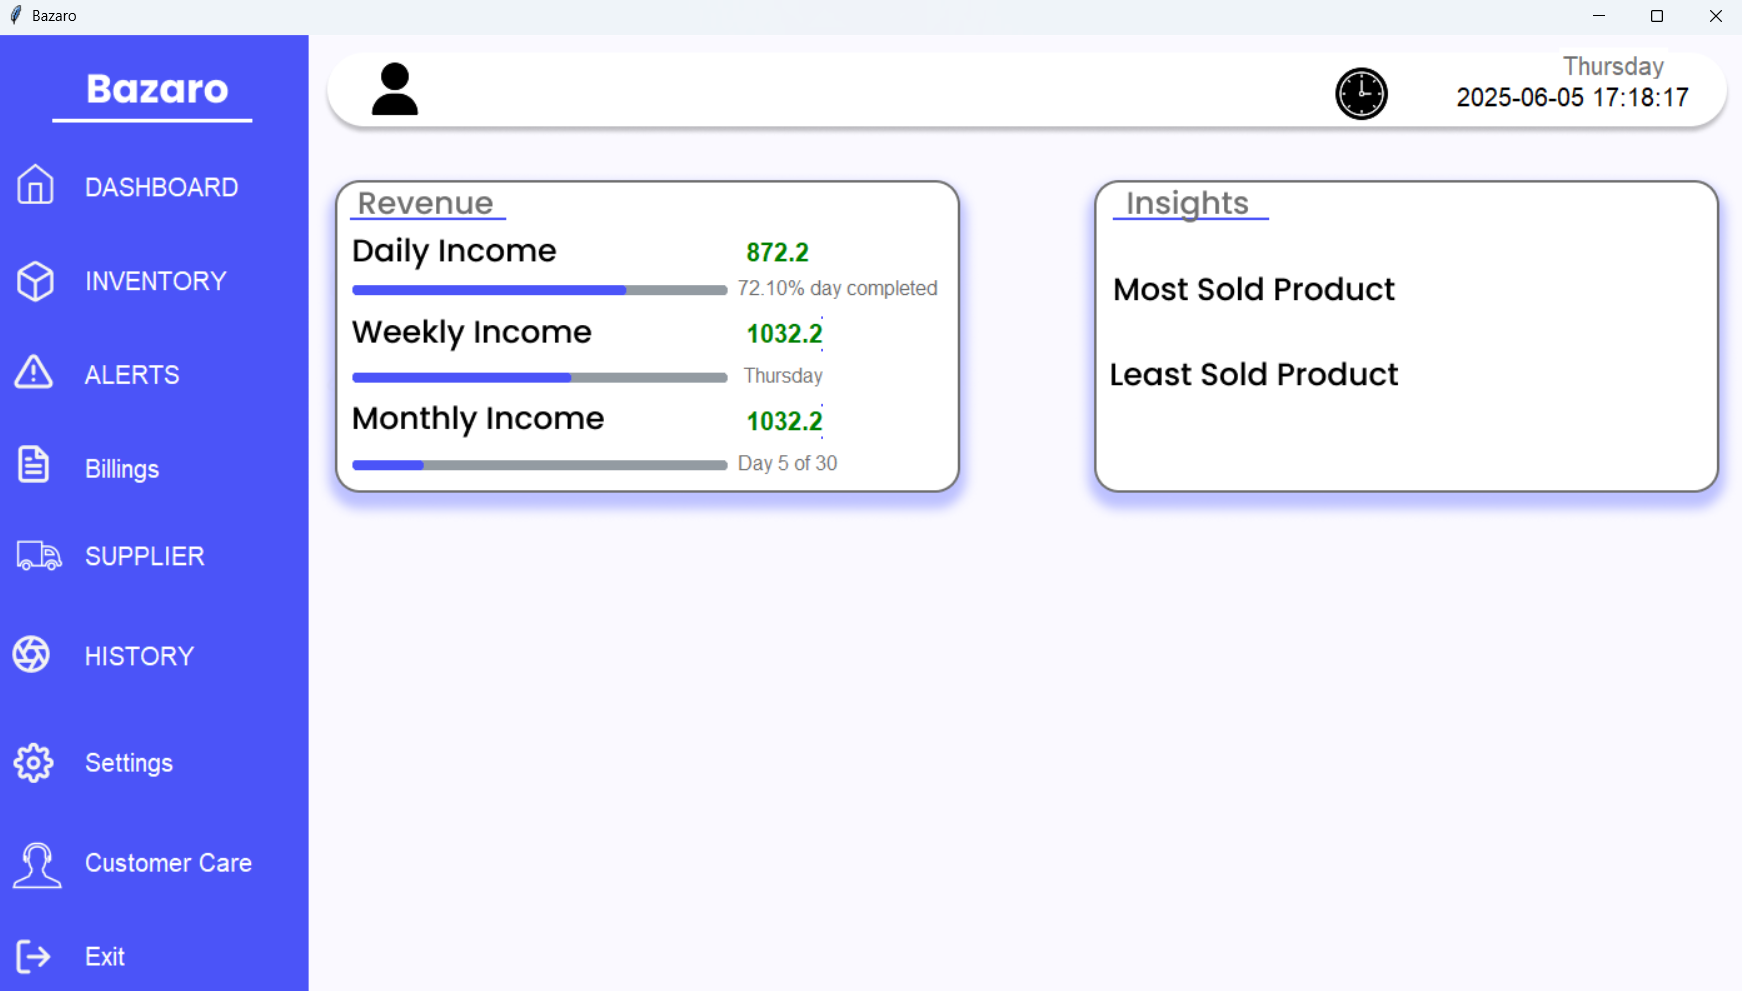 Bazaro
Bazaro
DASHBOARD
INVENTORY
ALERTS
Billings
SUPPLIER
HISTORY
Settings
Customer Care
Exit
Thursday
2025-06-05 17:18:17
Revenue
Daily Income 872.2
72.10% day completed
Weekly Income 1032.2
Thursday
Monthly Income 1032.2
Day 5 of 30
Insights
Most Sold Product
Least Sold Product